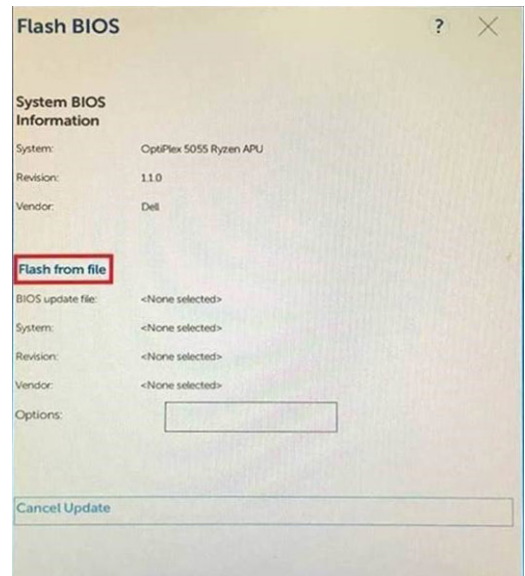 Flash BIOS
?
System BIOS
Information
System: OptiPlex 5055 Ryzen APU
Revision: 1.1.0
Vendor: Dell
Flash from file
BIOS update file: <None selected>
System: <None selected>
Revision: <None selected>
Vendor: <None selected>
Options:
Cancel Update